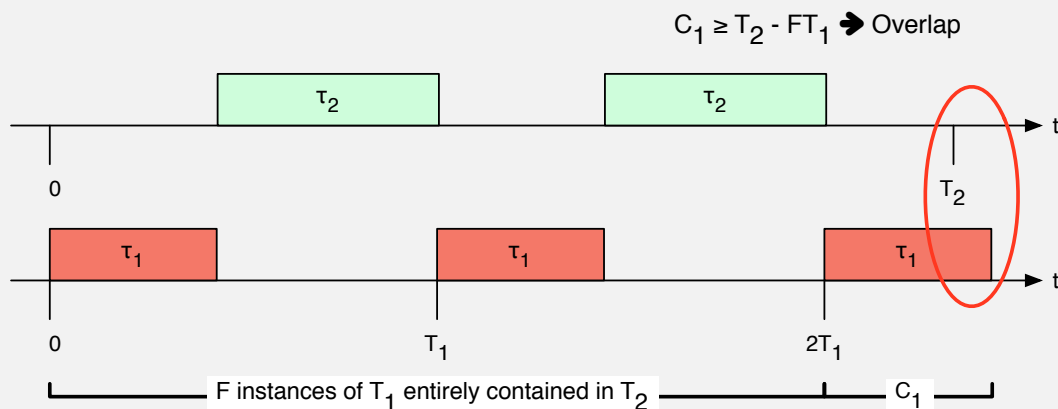 C₁ ≥ T₂ - FT₁ ➔ Overlap
τ₂ τ₂
t
0 T₂
τ₁ τ₁ τ₁
t
0 T₁ 2T₁
F instances of T₁ entirely contained in T₂ C₁